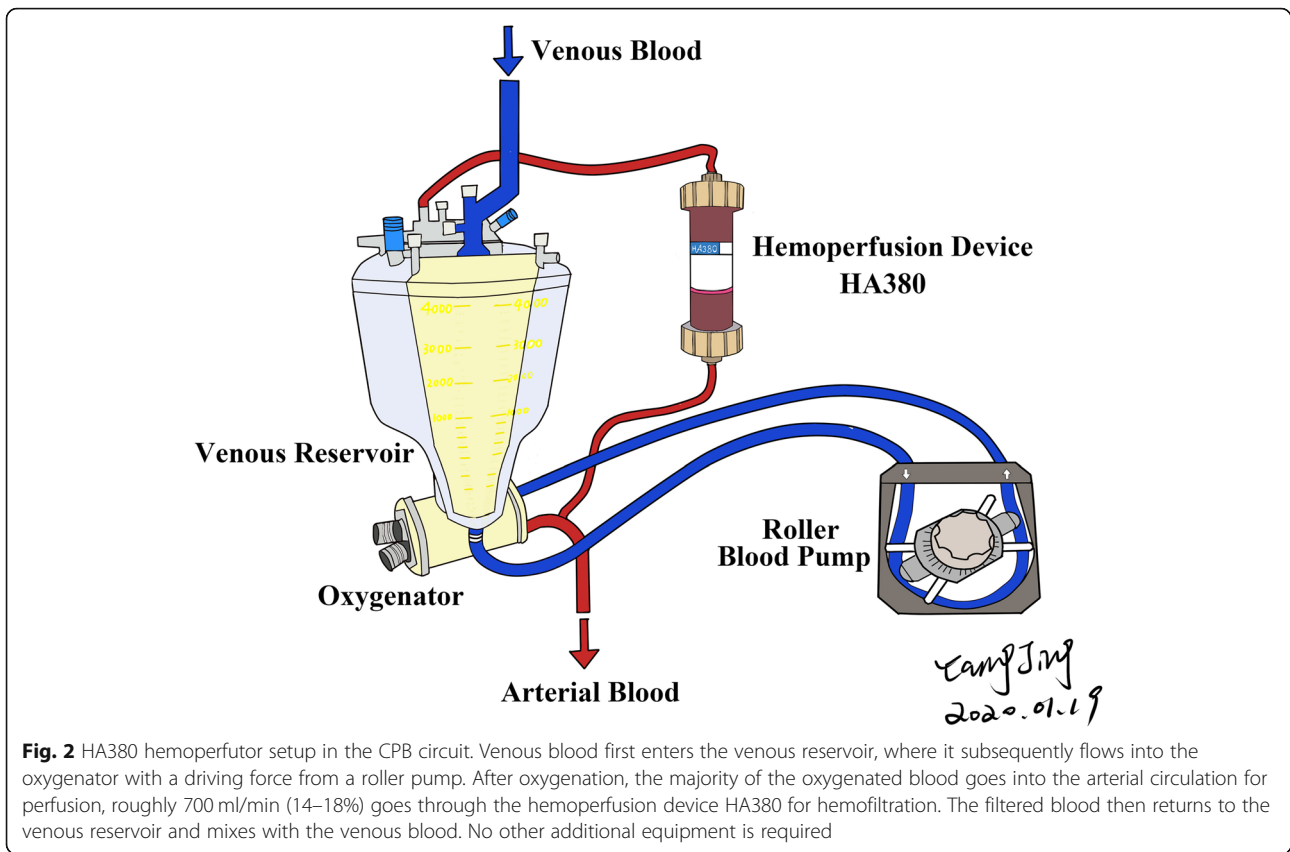 Venous Blood
HA380
Hemoperfusion Device
HA380
4000 4000
3000 3000
2000 2000
1000 1000
Venous Reservoir
Roller
Blood Pump
Oxygenator
Arterial Blood
Yang Jing
2020.01.19
Fig. 2 HA380 hemoperfutor setup in the CPB circuit. Venous blood first enters the venous reservoir, where it subsequently flows into the
oxygenator with a driving force from a roller pump. After oxygenation, the majority of the oxygenated blood goes into the arterial circulation for
perfusion, roughly 700 ml/min (14–18%) goes through the hemoperfusion device HA380 for hemofiltration. The filtered blood then returns to the
venous reservoir and mixes with the venous blood. No other additional equipment is required